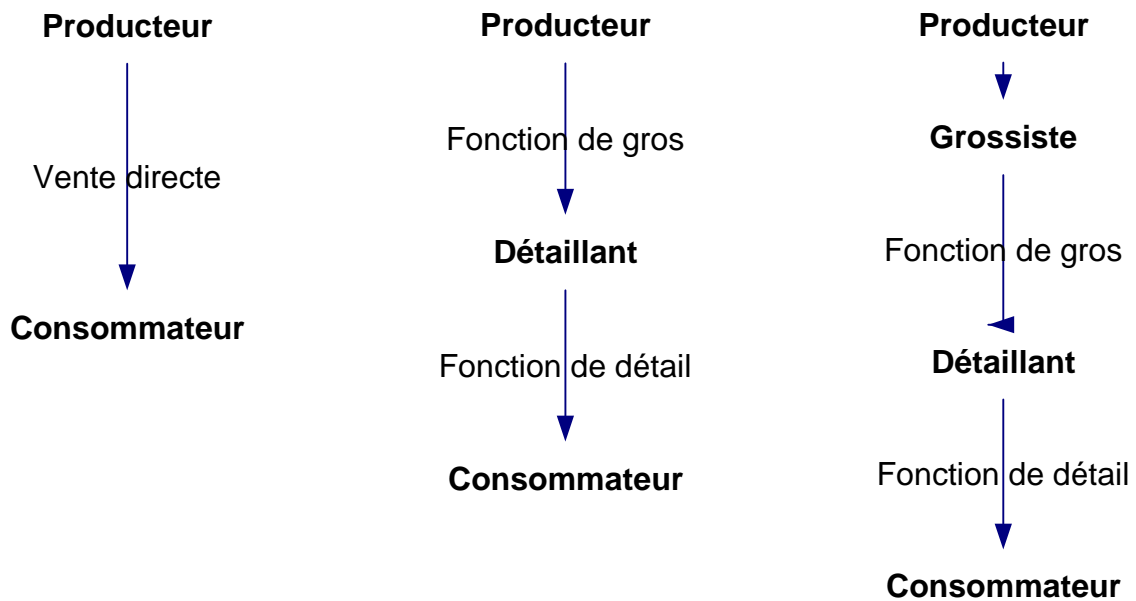 Producteur
Vente directe
Consommateur
Producteur
Fonction de gros
Détaillant
Fonction de détail
Consommateur
Producteur
Grossiste
Fonction de gros
Détaillant
Fonction de détail
Consommateur